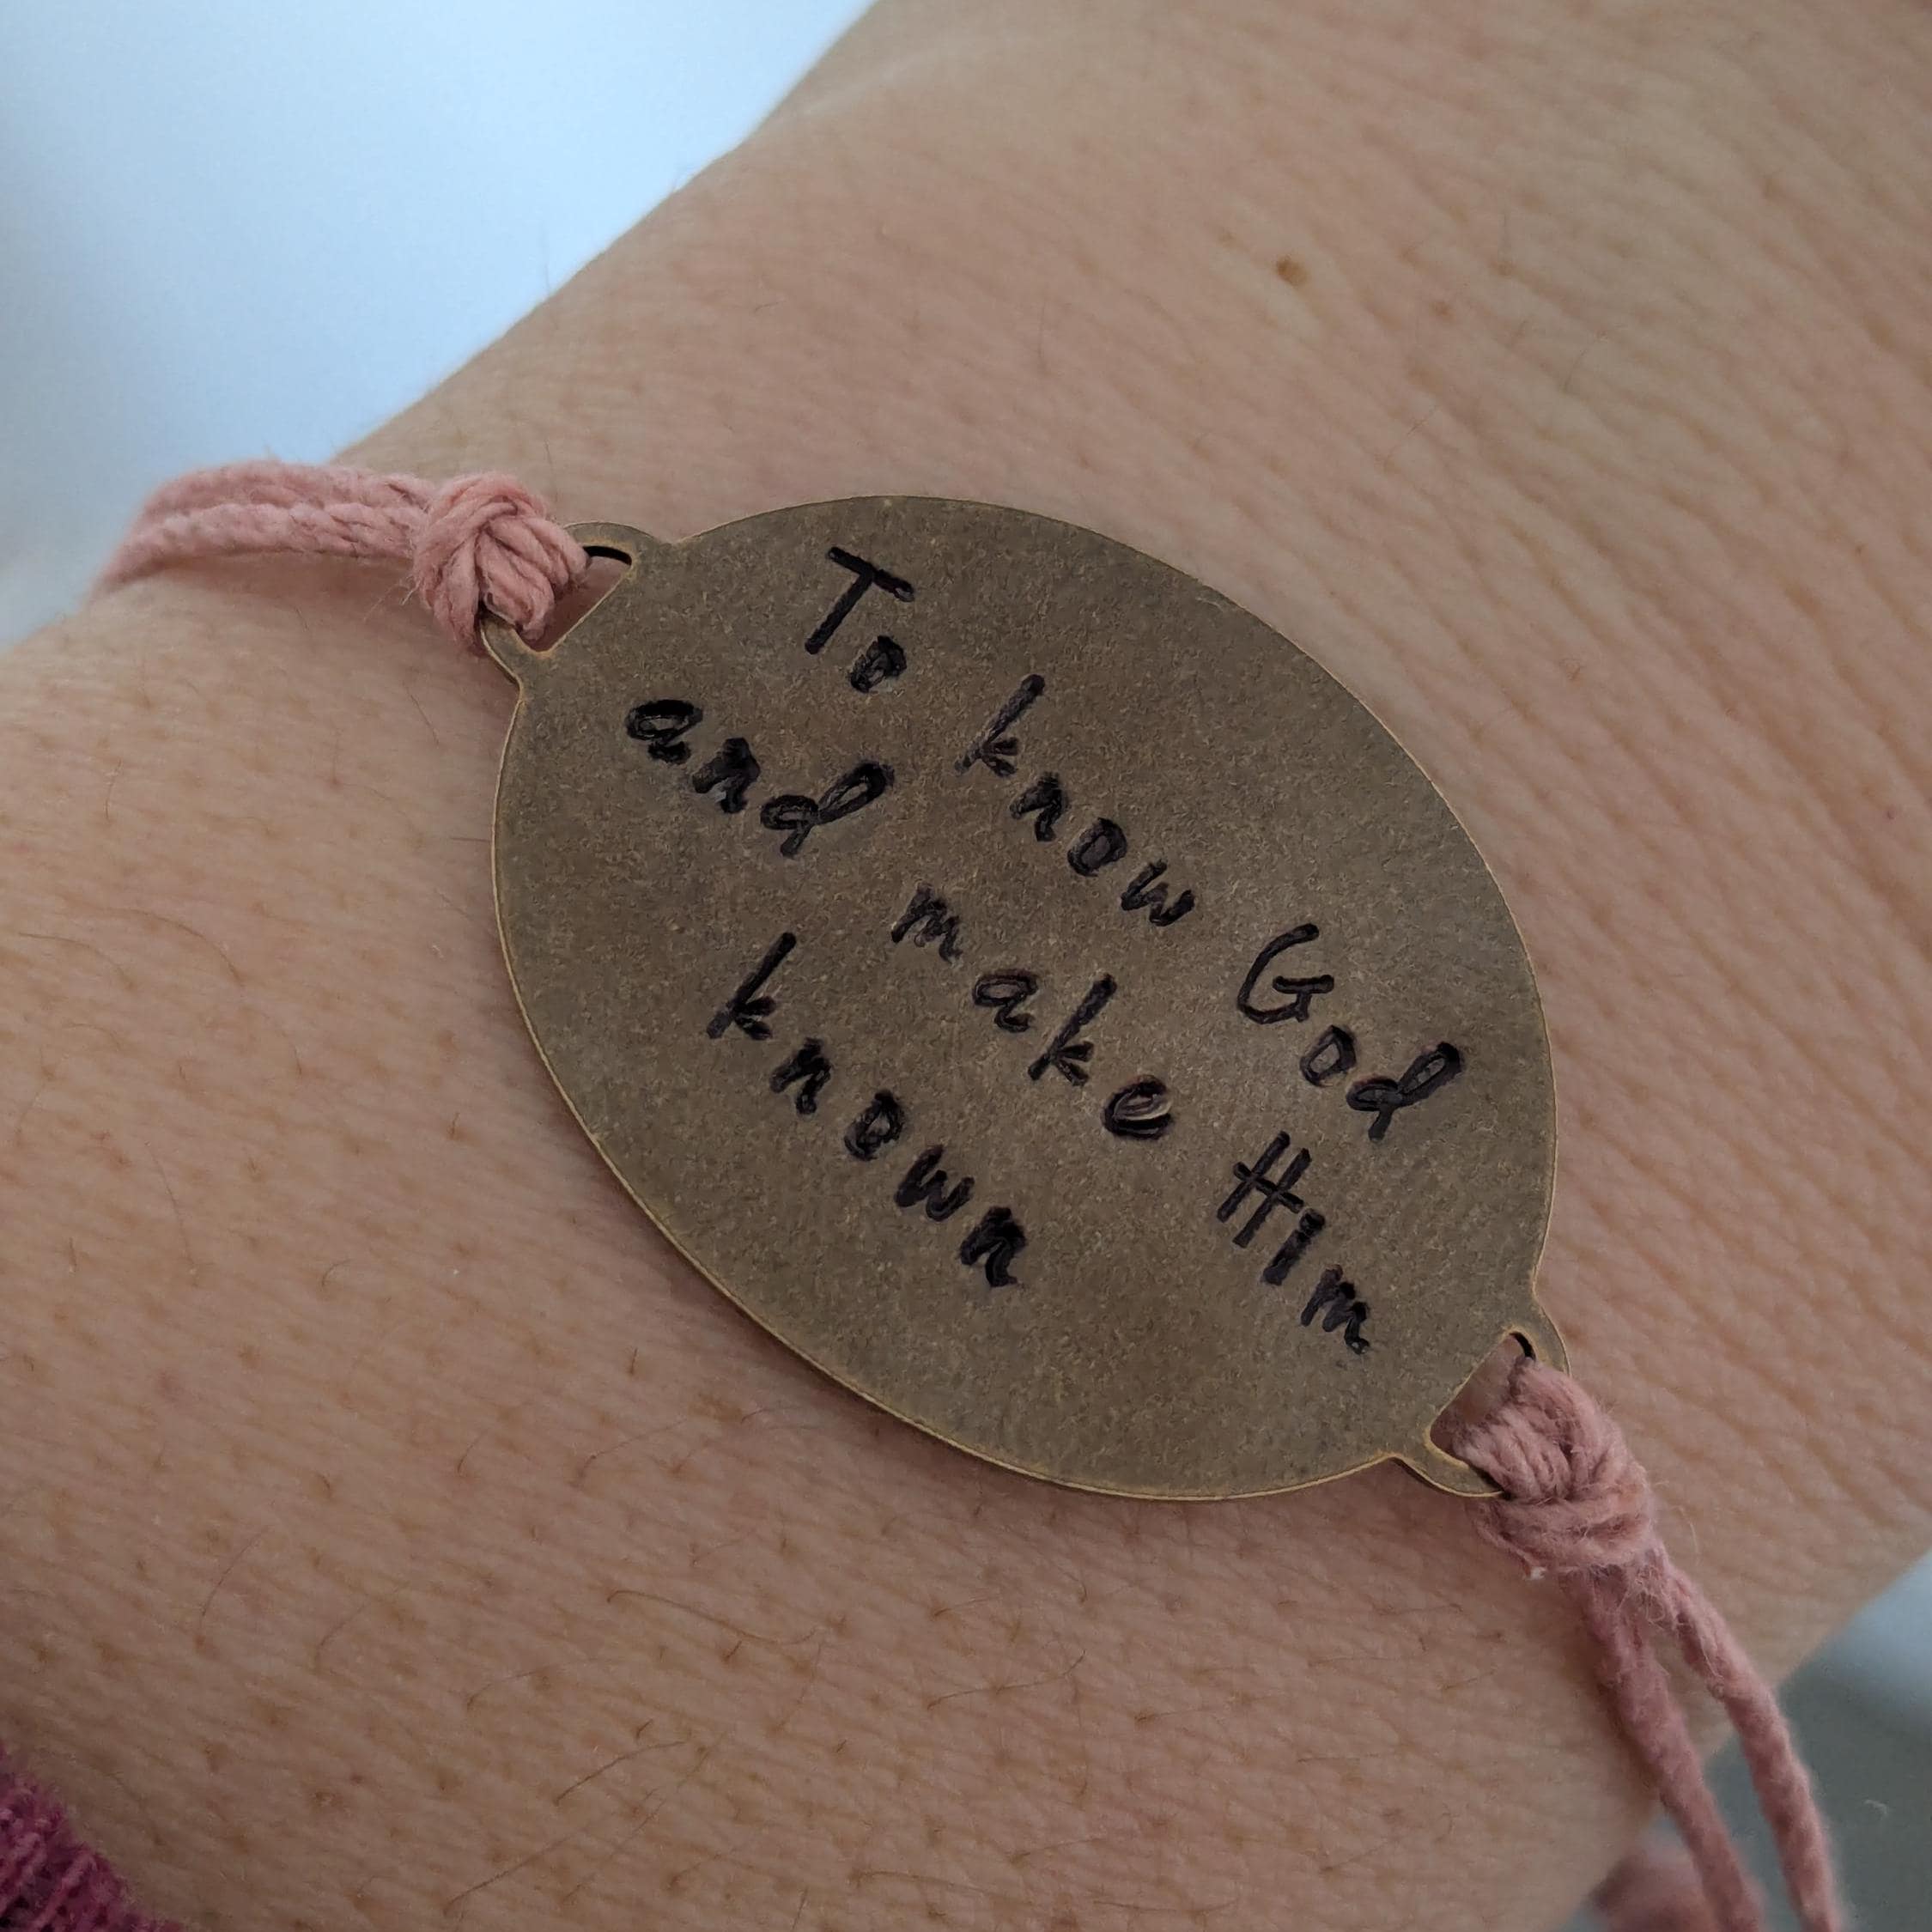 To know God
and make Him
known